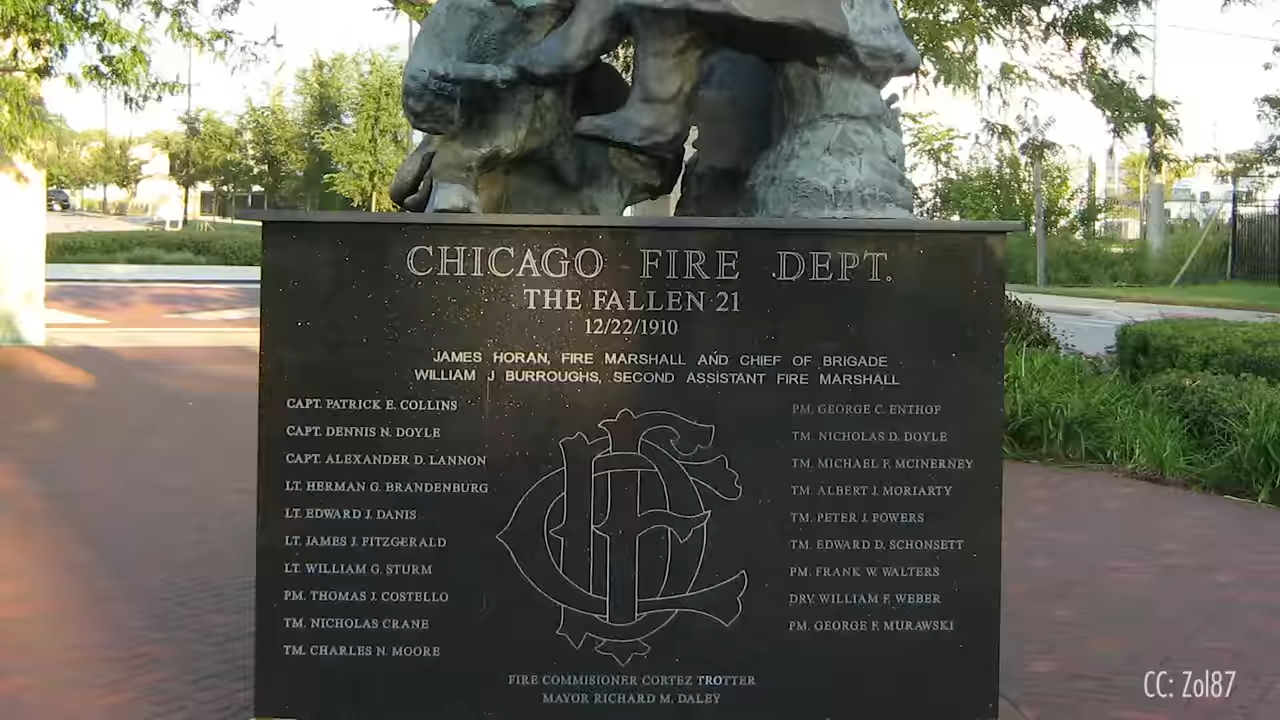 CHICAGO FIRE DEPT.
THE FALLEN 21
12/22/1910
JAMES HORAN, FIRE MARSHALL AND CHIEF OF BRIGADE
WILLIAM J BURROUGHS, SECOND ASSISTANT FIRE MARSHALL
CAPT. PATRICK E. COLLINS
CAPT. DENNIS N. DOYLE
CAPT. ALEXANDER D. LANNON
LT. HERMAN G. BRANDENBURG
LT. EDWARD J. DANIS
LT. JAMES J. FITZGERALD
LT. WILLIAM G. STURM
PM. THOMAS J. COSTELLO
TM. NICHOLAS CRANE
TM. CHARLES N. MOORE
PM. GEORGE C. ENTHOF
TM. NICHOLAS D. DOYLE
TM. MICHAEL F. MCINERNEY
TM. ALBERT J. MORIARTY
TM. PETER J. POWERS
TM. EDWARD D. SCHONSETT
PM. FRANK W. WALTERS
DRV. WILLIAM F. WEBER
PM. GEORGE F. MURAWSKI
FIRE COMMISIONER CORTEZ TROTTER
MAYOR RICHARD M. DALEY
CC: Zol87